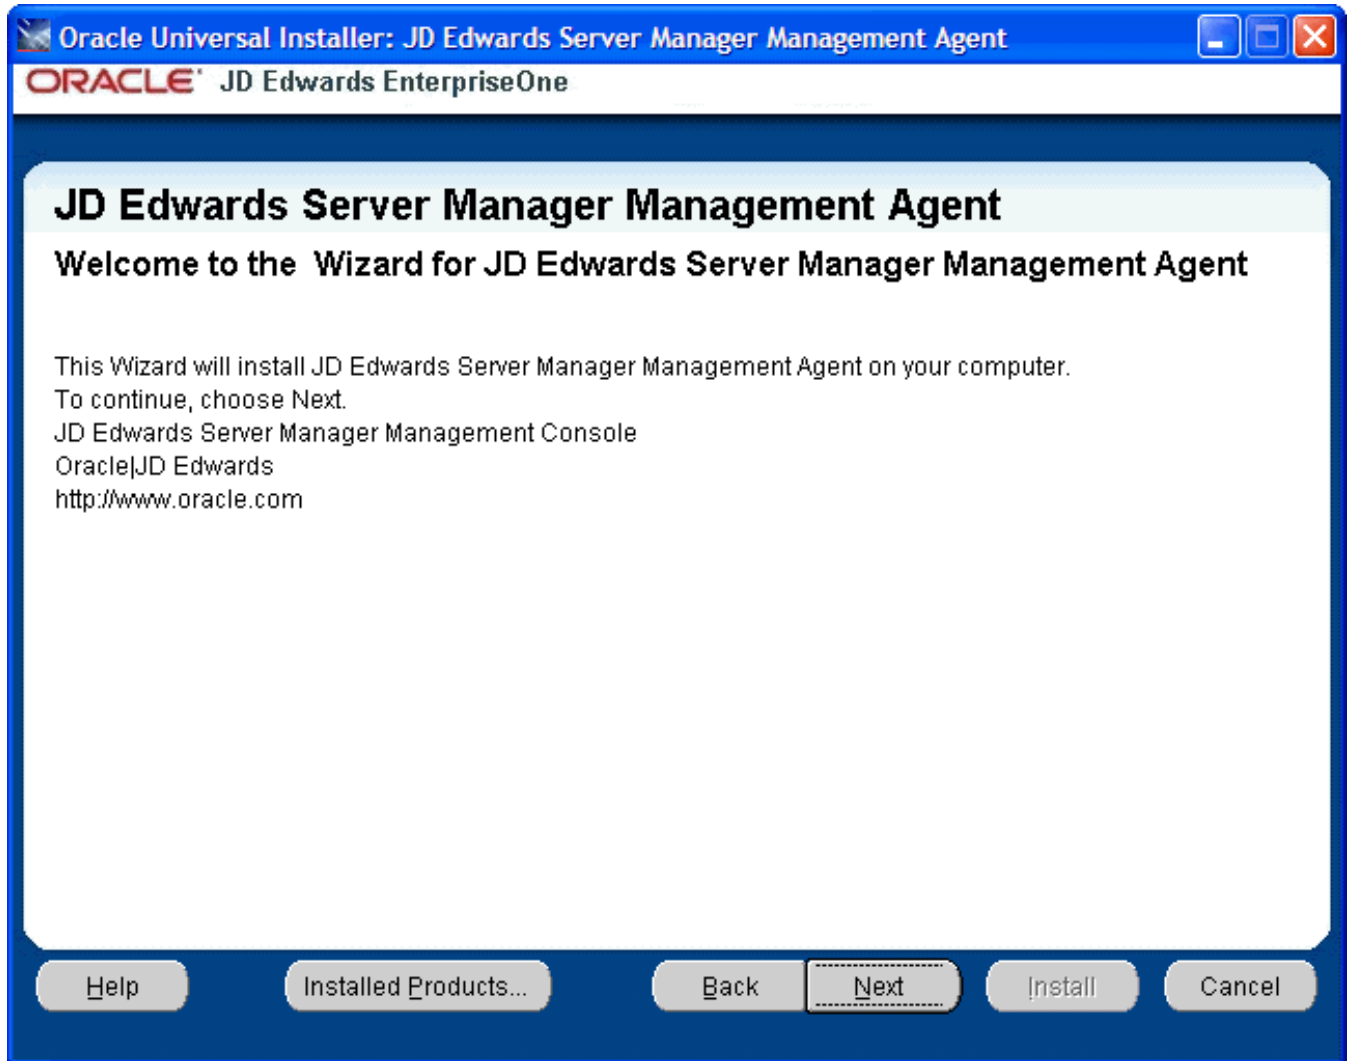 Oracle Universal Installer: JD Edwards Server Manager Management Agent
ORACLE JD Edwards EnterpriseOne
JD Edwards Server Manager Management Agent
Welcome to the Wizard for JD Edwards Server Manager Management Agent
This Wizard will install JD Edwards Server Manager Management Agent on your computer.
To continue, choose Next.
JD Edwards Server Manager Management Console
Oracle|JD Edwards
http://www.oracle.com
Help Installed Products... Back Next Install Cancel